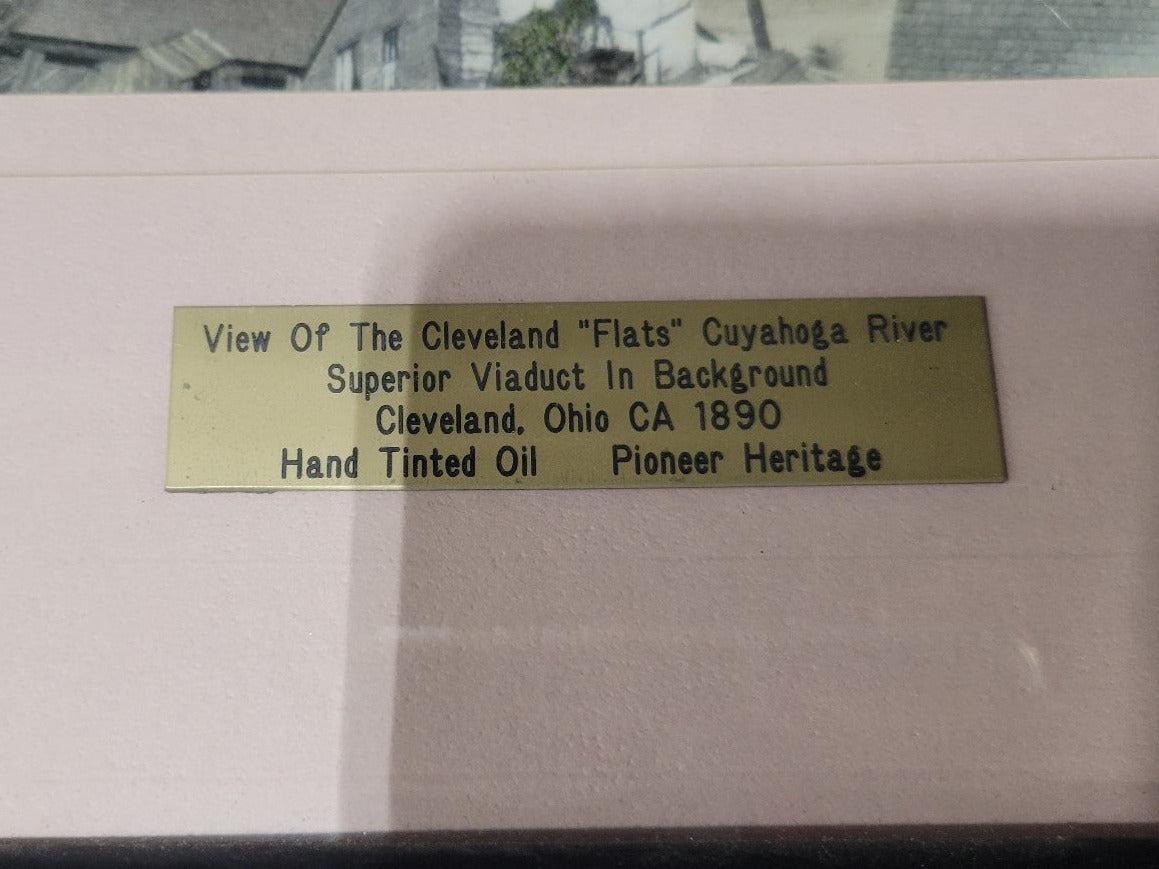 View Of The Cleveland "Flats" Cuyahoga River
Superior Viaduct In Background
Cleveland, Ohio CA 1890
Hand Tinted Oil Pioneer Heritage